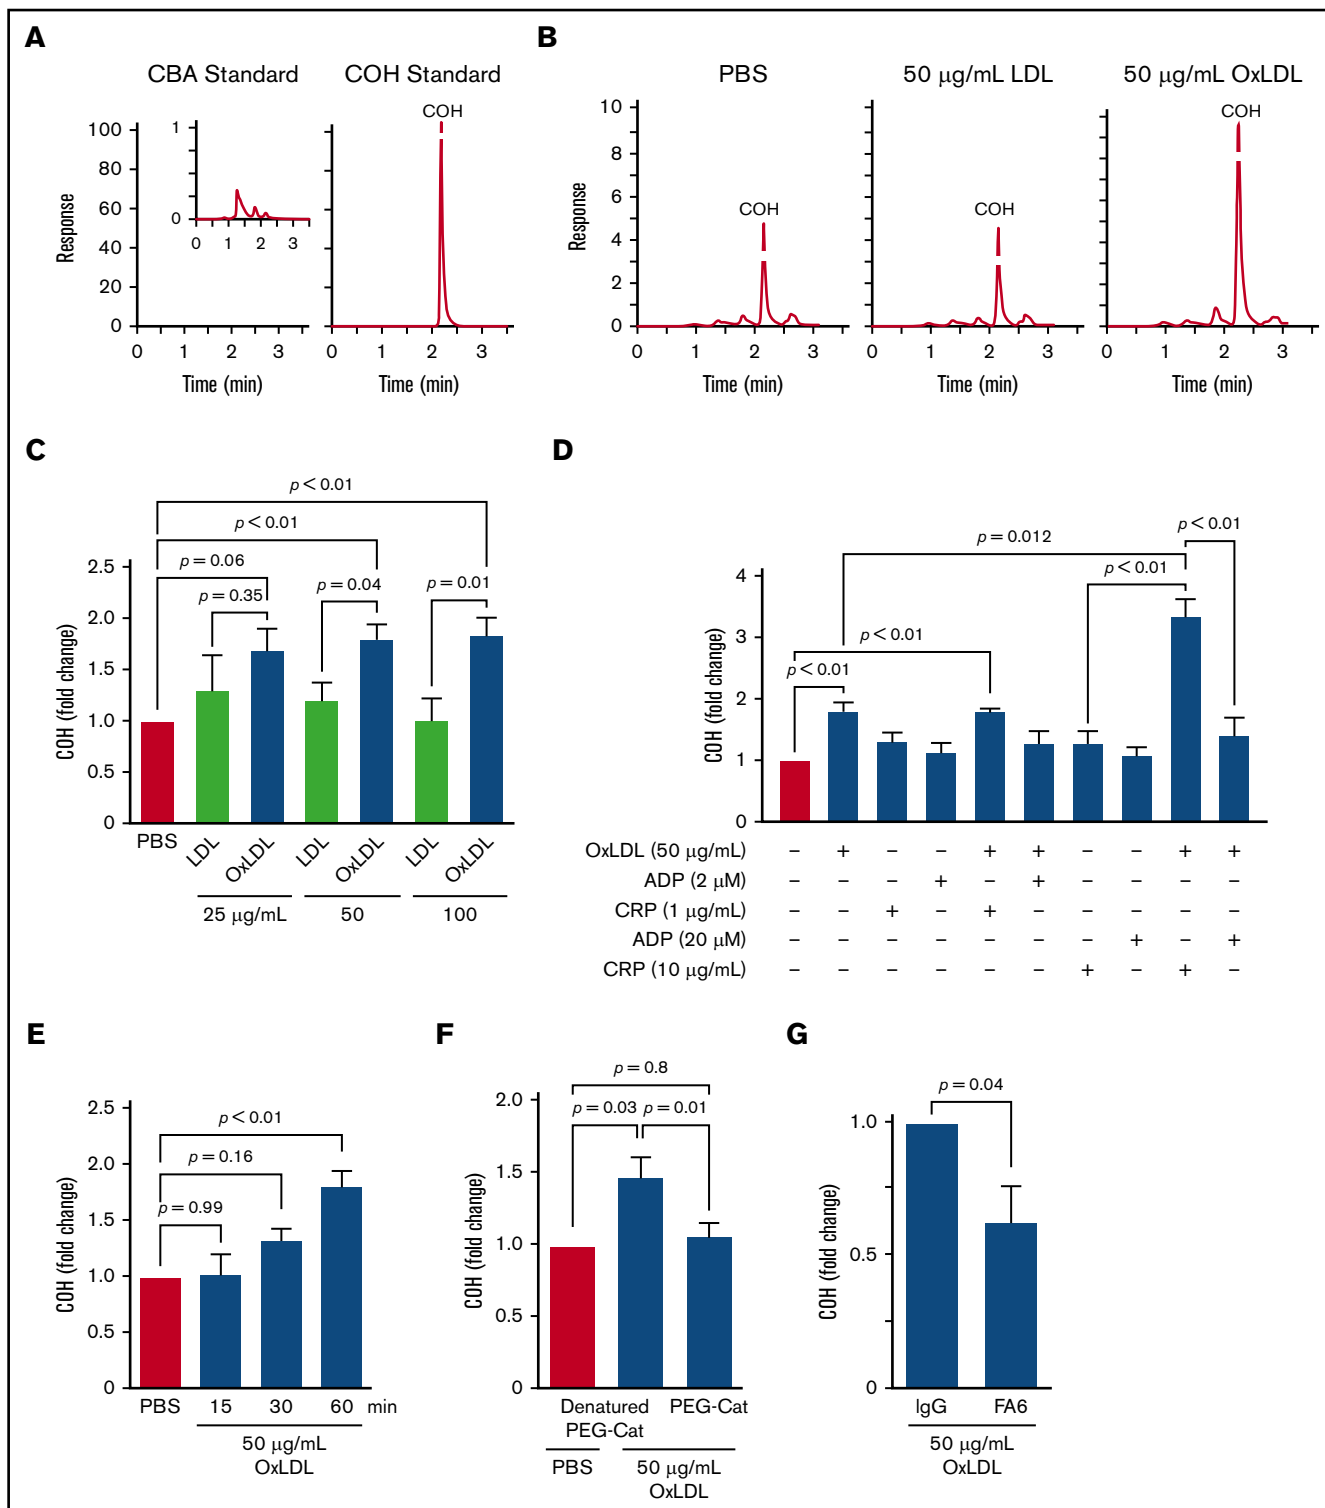 A
CBA Standard
COH Standard
COH
Response
100
80
60
40
20
0
1
0
0 1 2 3
0 1 2 3
0 1 2 3
Time (min)
Time (min)
B
PBS
50 μg/mL LDL
50 μg/mL OxLDL
COH
COH
COH
Response
10
8
6
4
2
0
0 1 2 3
0 1 2 3
0 1 2 3
Time (min)
Time (min)
Time (min)
C
p < 0.01
p < 0.01
p = 0.06
p = 0.35
p = 0.04
p = 0.01
COH (fold change)
2.5
2.0
1.5
1.0
0.5
0
PBS
LDL
OxLDL
LDL
OxLDL
LDL
OxLDL
25 μg/mL
50
100
D
p < 0.01
p = 0.012
p < 0.01
p < 0.01
p < 0.01
COH (fold change)
4
3
2
1
0
OxLDL (50 μg/mL) – + – – + + – – + +
ADP (2 μM) – – – + – + – – – –
CRP (1 μg/mL) – – + – + – – – – –
ADP (20 μM) – – – – – – – + – +
CRP (10 μg/mL) – – – – – – + – + –
E
p < 0.01
p = 0.16
p = 0.99
COH (fold change)
2.5
2.0
1.5
1.0
0.5
0
PBS 15 30 60 min
50 μg/mL
OxLDL
F
p = 0.8
p = 0.03
p = 0.01
COH (fold change)
2.0
1.5
1.0
0.5
0
Denatured
PEG-Cat
PEG-Cat
PBS
50 μg/mL
OxLDL
G
p = 0.04
COH (fold change)
1.0
0.5
0
IgG FA6
50 μg/mL
OxLDL